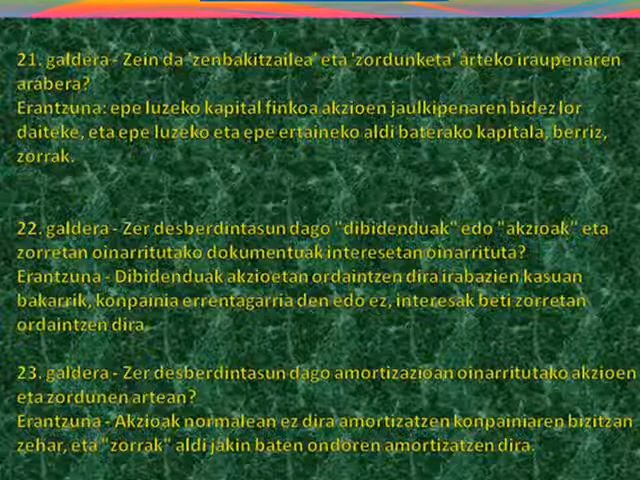 21. galdera - Zein da 'zenbakitzailea' eta 'zordunketa' arteko iraupenaren
arabera?
Erantzuna: epe luzeko kapital finkoa akzioen jaulkipenaren bidez lor
daiteke, eta epe luzeko eta epe ertaineko aldi baterako kapitala, berriz,
zorrak.
22. galdera - Zer desberdintasun dago "dibidenduak" edo "akzioak" eta
zorretan oinarritutako dokumentuak interesetan oinarrituta?
Erantzuna - Dibidenduak akzioetan ordaintzen dira irabazien kasuan
bakarrik, konpainia errentagarria den edo ez, interesak beti zorretan
ordaintzen dira.
23. galdera - Zer desberdintasun dago amortizazioan oinarritutako akzioen
eta zordunen artean?
Erantzuna - Akzioak normalean ez dira amortizatzen konpainiaren bizitzan
zehar, eta "zorrak" aldi jakin baten ondoren amortizatzen dira.